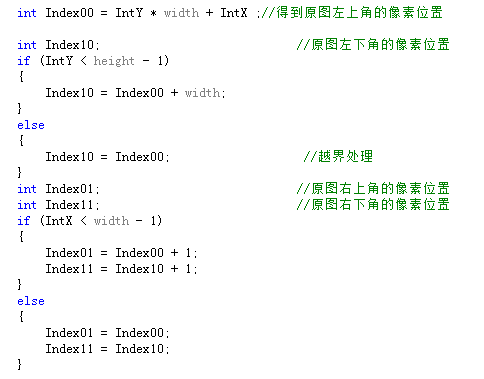 int Index00 = IntY * width + IntX ;//得到原图左上角的像素位置
int Index10; //原图左下角的像素位置
if (IntY < height - 1)
{
Index10 = Index00 + width;
}
else
{
Index10 = Index00; //越界处理
}
int Index01; //原图右上角的像素位置
int Index11; //原图右下角的像素位置
if (IntX < width - 1)
{
Index01 = Index00 + 1;
Index11 = Index10 + 1;
}
else
{
Index01 = Index00;
Index11 = Index10;
}